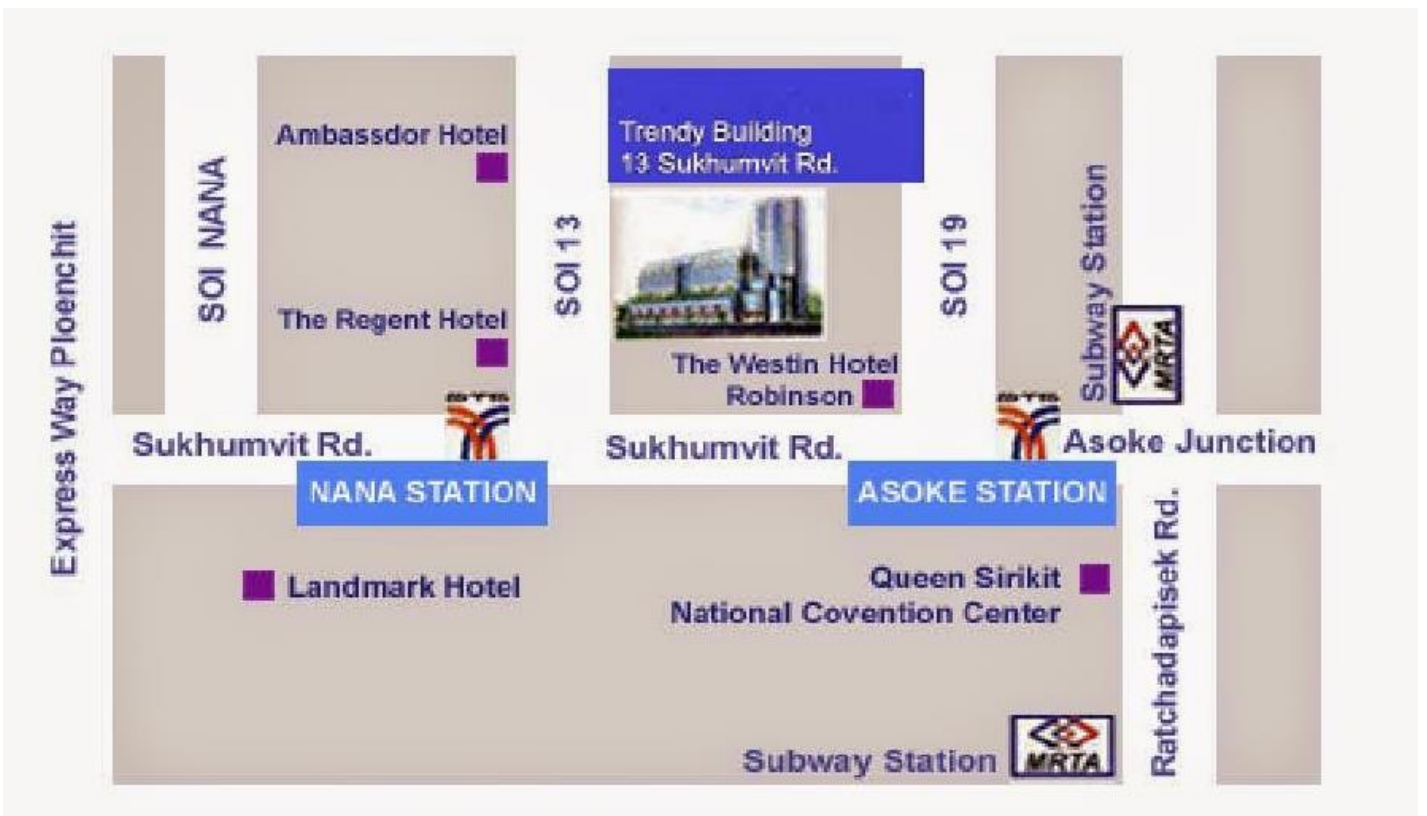 Ambassdor Hotel
Trendy Building
13 Sukhumvit Rd.
SOI NANA
SOI 13
SOI 19
Subway Station
MRTA
Express Way Ploenchit
The Regent Hotel
The Westin Hotel
Robinson
BTS
BTS
Sukhumvit Rd.
Sukhumvit Rd.
Asoke Junction
NANA STATION
ASOKE STATION
Landmark Hotel
Queen Sirikit
National Covention Center
Ratchadapisek Rd.
Subway Station
MRTA